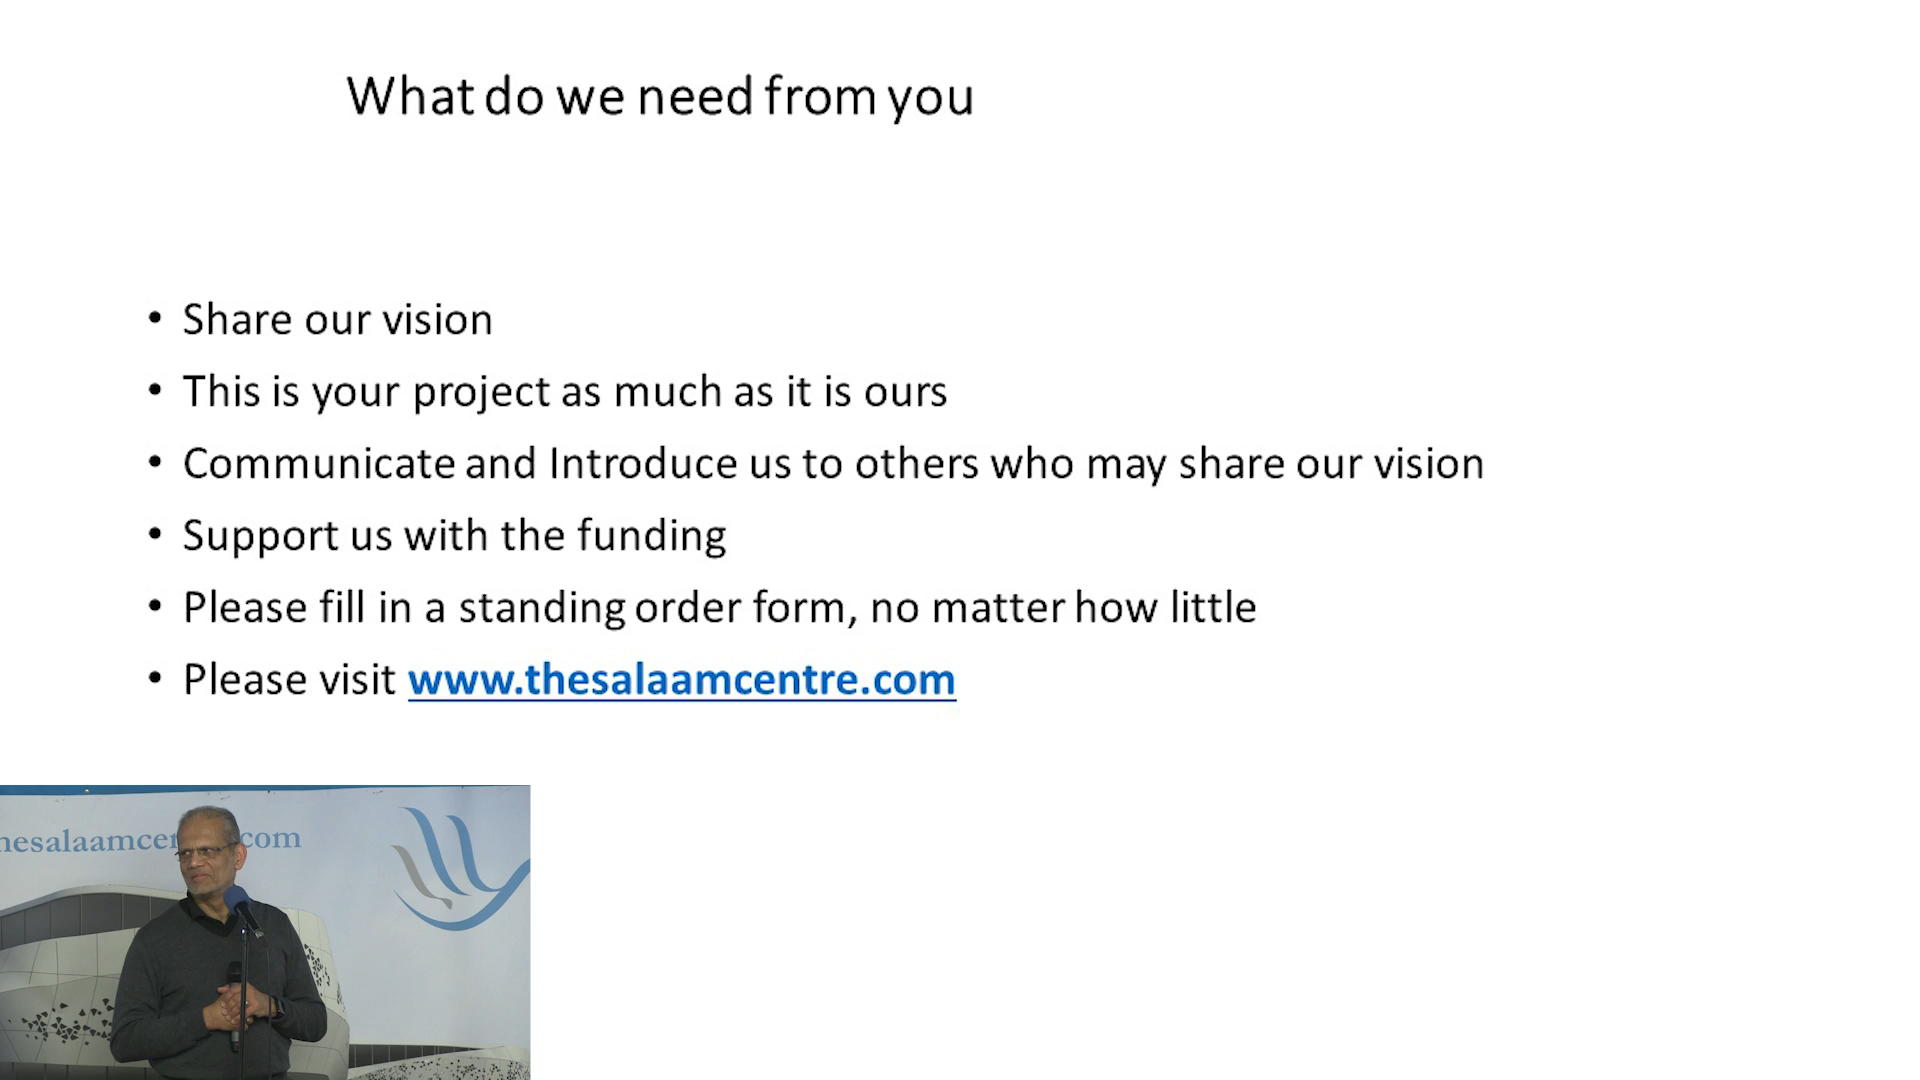 What do we need from you
• Share our vision
• This is your project as much as it is ours
• Communicate and Introduce us to others who may share our vision
• Support us with the funding
• Please fill in a standing order form, no matter how little
• Please visit www.thesalaamcentre.com